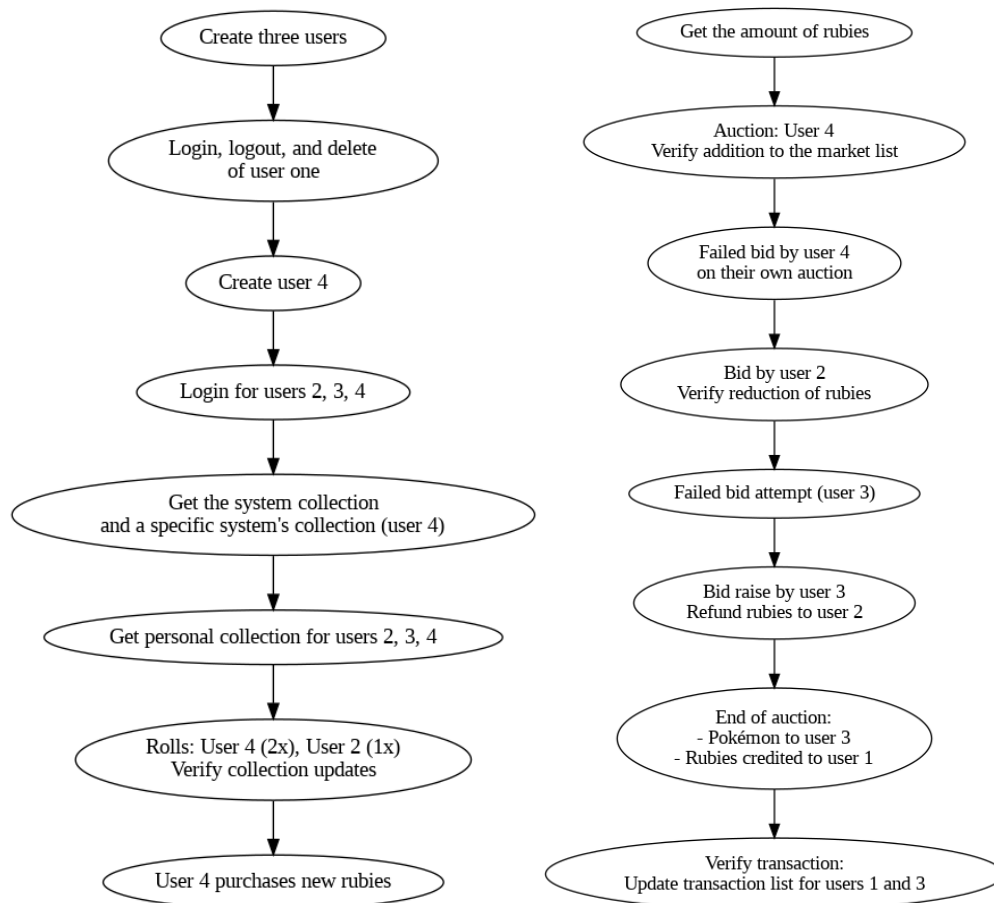 Create three users
Login, logout, and delete
of user one
Create user 4
Login for users 2, 3, 4
Get the system collection
and a specific system's collection (user 4)
Get personal collection for users 2, 3, 4
Rolls: User 4 (2x), User 2 (1x)
Verify collection updates
User 4 purchases new rubies
Get the amount of rubies
Auction: User 4
Verify addition to the market list
Failed bid by user 4
on their own auction
Bid by user 2
Verify reduction of rubies
Failed bid attempt (user 3)
Bid raise by user 3
Refund rubies to user 2
End of auction:
- Pokémon to user 3
- Rubies credited to user 1
Verify transaction:
Update transaction list for users 1 and 3